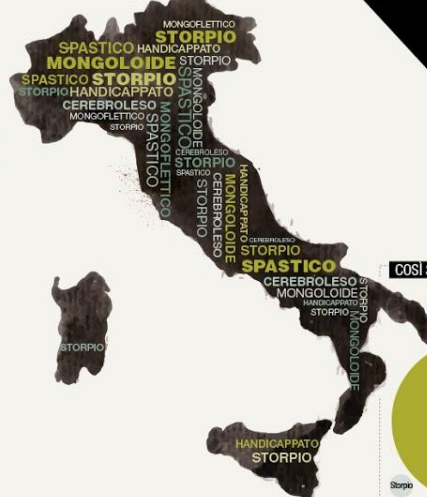 MONGOFLETTICO
STORPIO
SPASTICO HANDICAPPATO
MONGOLOIDE STORPIO
SPASTICO STORPIO
STORPIO HANDICAPPATO
CEREBROLESO
MONGOFLETTICO
STORPIO
SPASTICO
MONGOFLETTICO
SPASTICO
MONGOLOIDE
CEREBROLESO
STORPIO
SPASTICO
STORPIO
CEREBROLESO
MONGOLOIDE
HANDICAPPATO
CEREBROLESO
STORPIO
SPASTICO
CEREBROLESO
MONGOLOIDE
HANDICAPPATO
STORPIO
STORPIO
MONGOLOIDE
COSÌ
STORPIO
HANDICAPPATO
STORPIO
Storpio